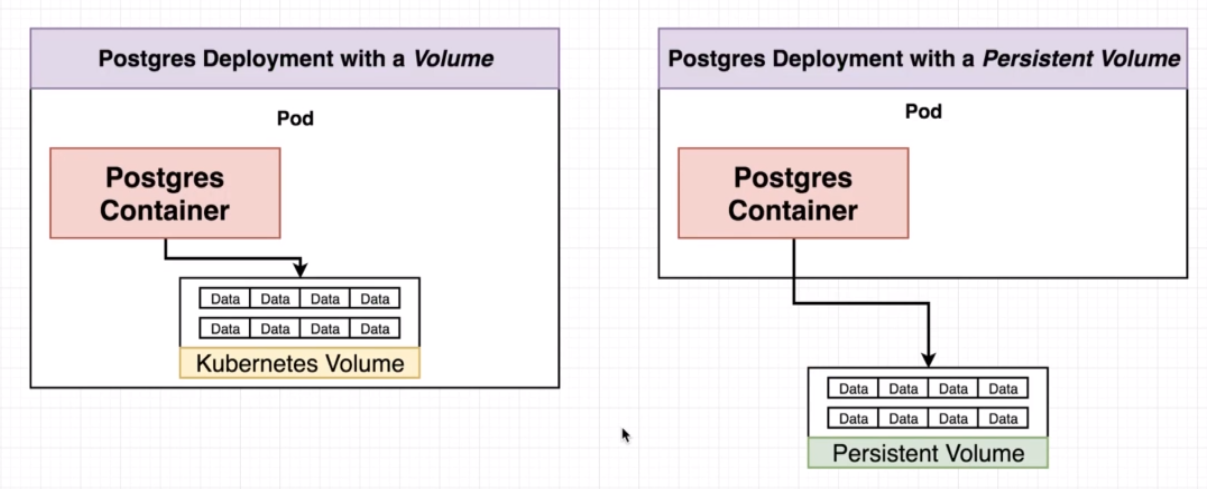 Postgres Deployment with a Volume
Pod
Postgres
Container
Data Data Data Data
Data Data Data Data
Kubernetes Volume
Postgres Deployment with a Persistent Volume
Pod
Postgres
Container
Data Data Data Data
Data Data Data Data
Persistent Volume